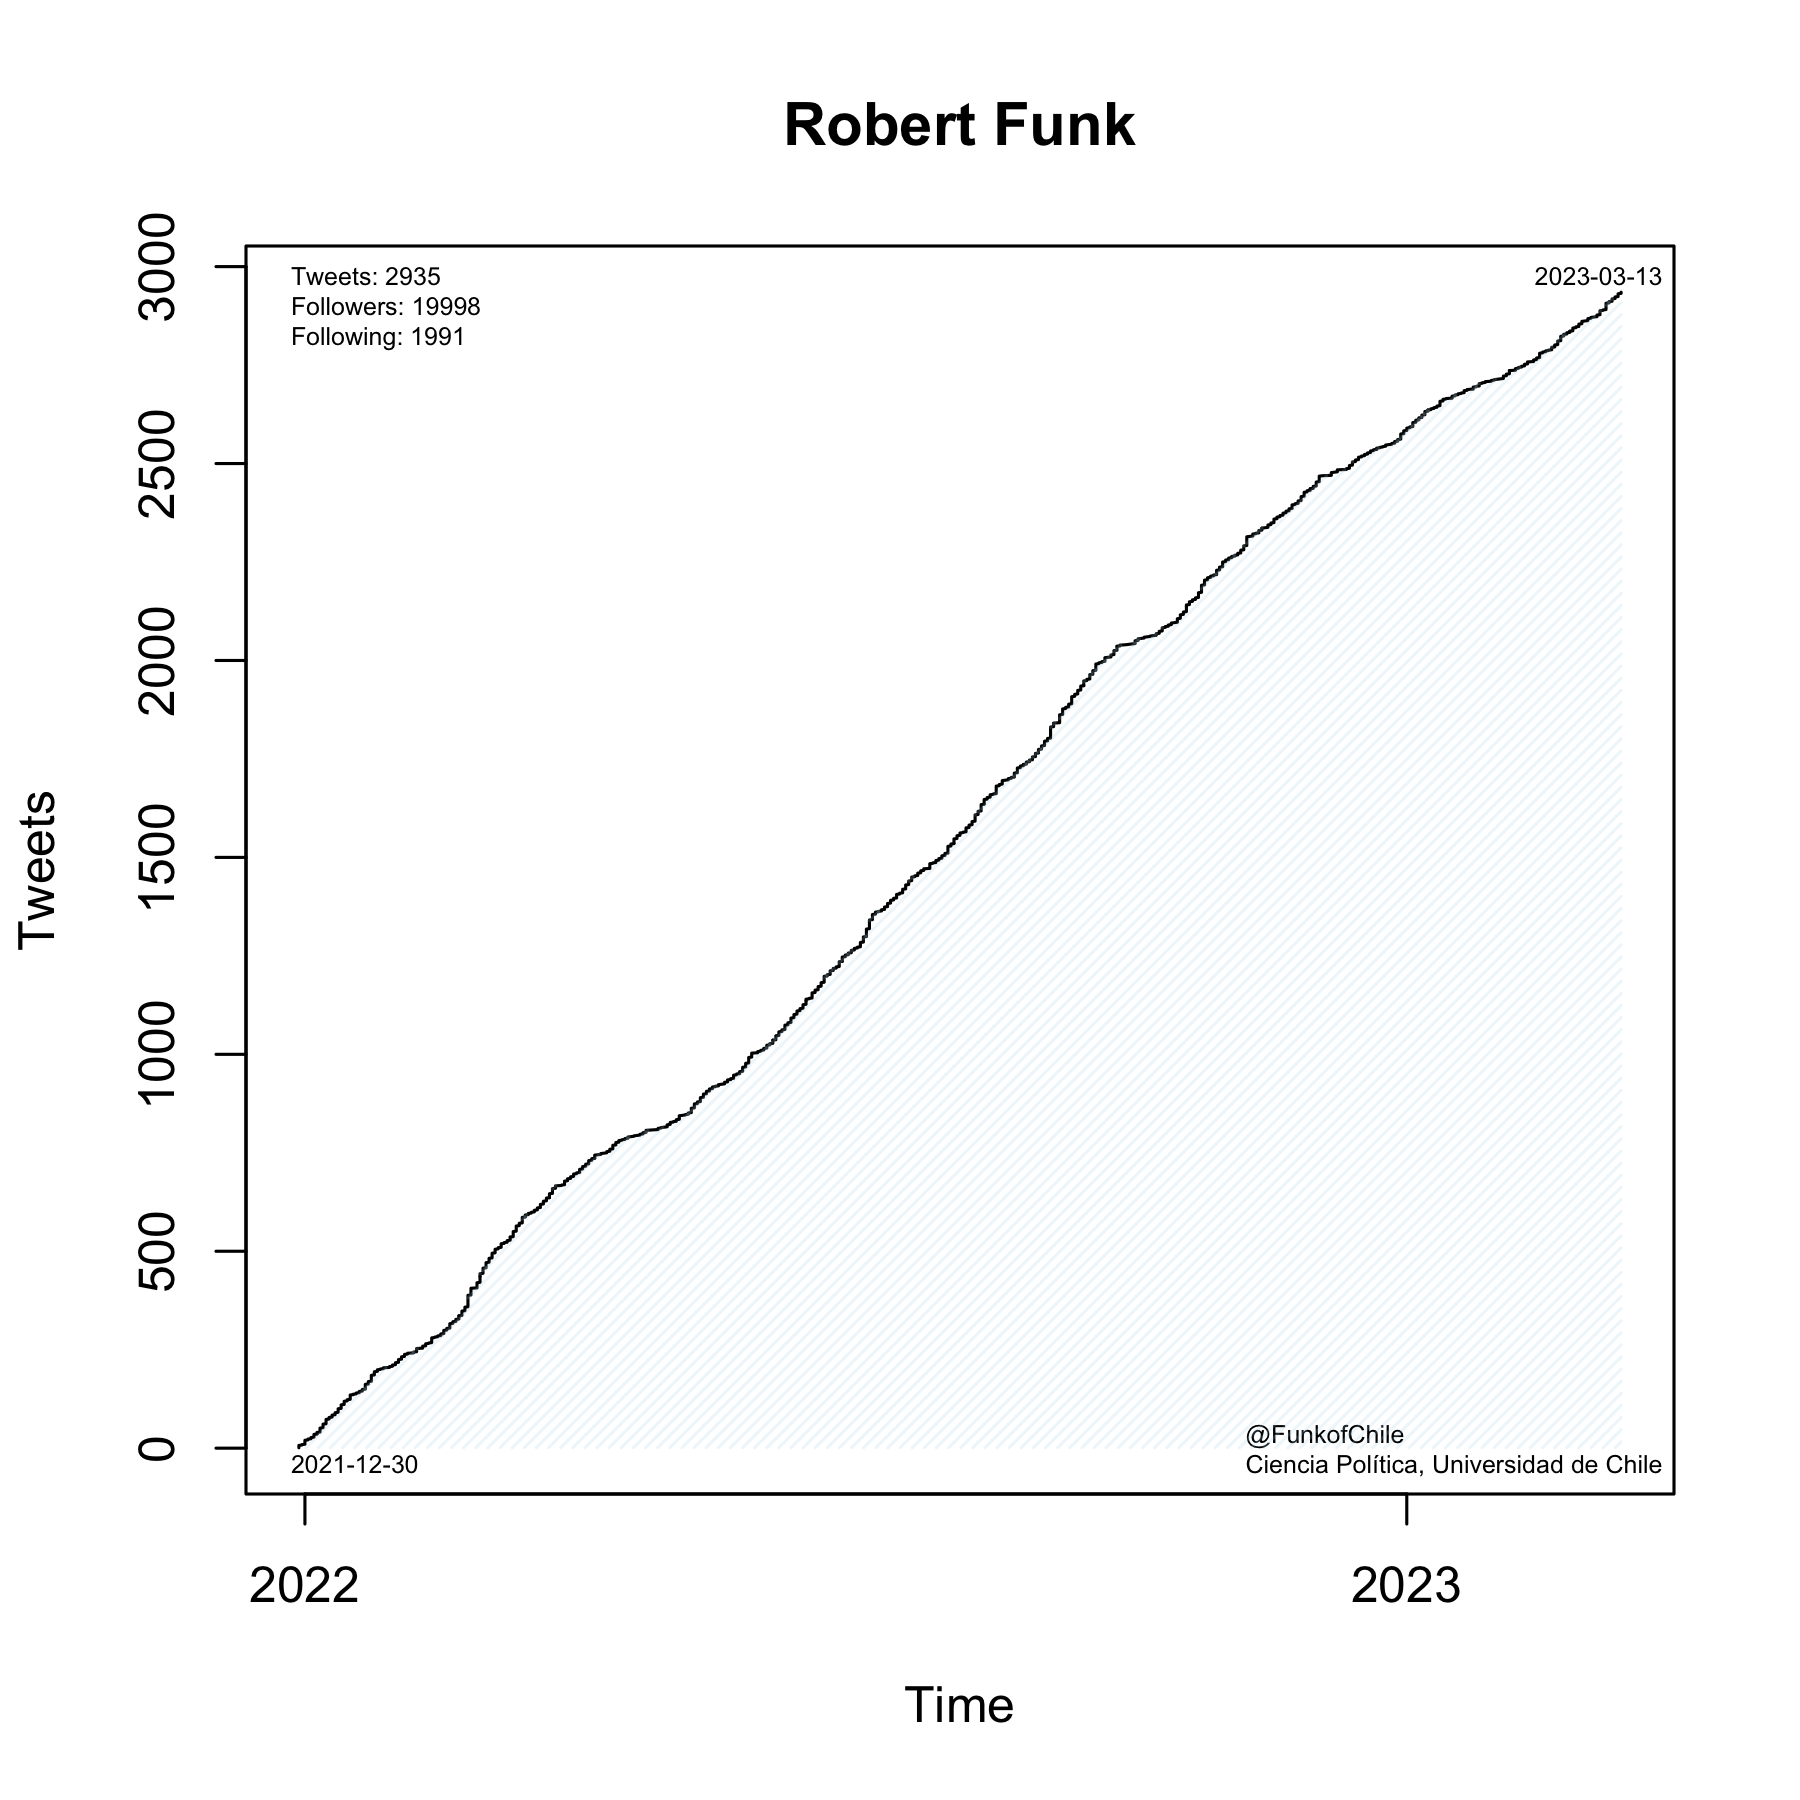 Robert Funk
Tweets: 2935
Followers: 19998
Following: 1991
2023-03-13
3000
2500
2000
1500
1000
500
0
Tweets
@FunkofChile
Ciencia Política, Universidad de Chile
2021-12-30
2022
2023
Time